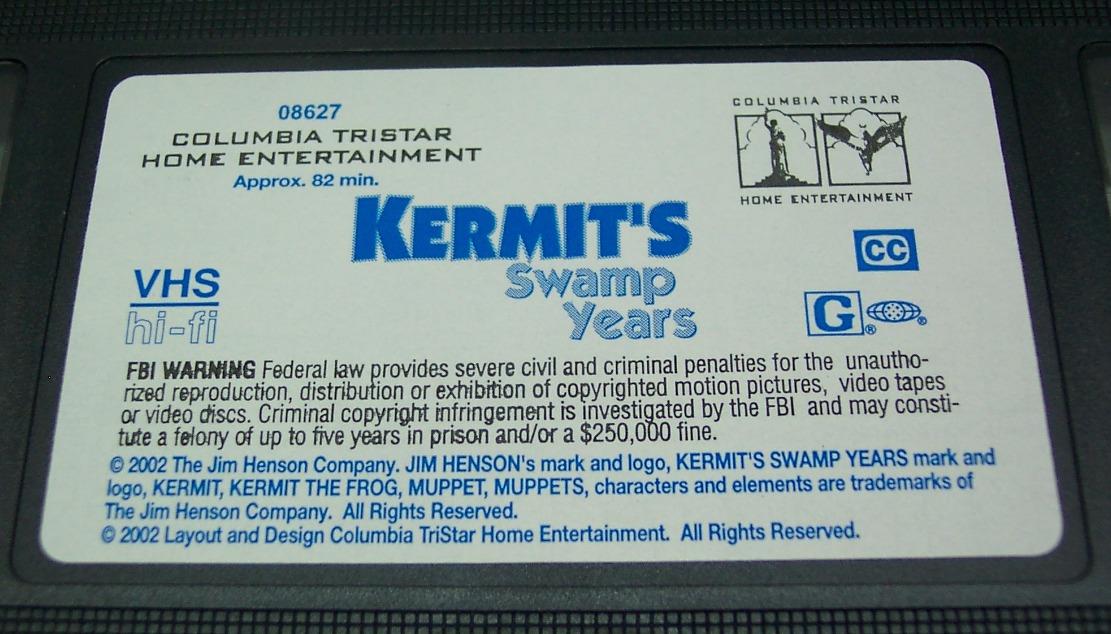 08627
COLUMBIA TRISTAR
HOME ENTERTAINMENT
Approx. 82 min.
COLUMBIA TRISTAR
HOME ENTERTAINMENT
KERMIT'S
Swamp
Years
VHS
hi-fi
CC
G® ®
FBI WARNING Federal law provides severe civil and criminal penalties for the unautho-
rized reproduction, distribution or exhibition of copyrighted motion pictures, video tapes
or video discs. Criminal copyright infringement is investigated by the FBI and may consti-
tute a felony of up to five years in prison and/or a $250,000 fine.
© 2002 The Jim Henson Company. JIM HENSON's mark and logo, KERMIT'S SWAMP YEARS mark and
logo, KERMIT, KERMIT THE FROG, MUPPET, MUPPETS, characters and elements are trademarks of
The Jim Henson Company. All Rights Reserved.
© 2002 Layout and Design Columbia TriStar Home Entertainment. All Rights Reserved.